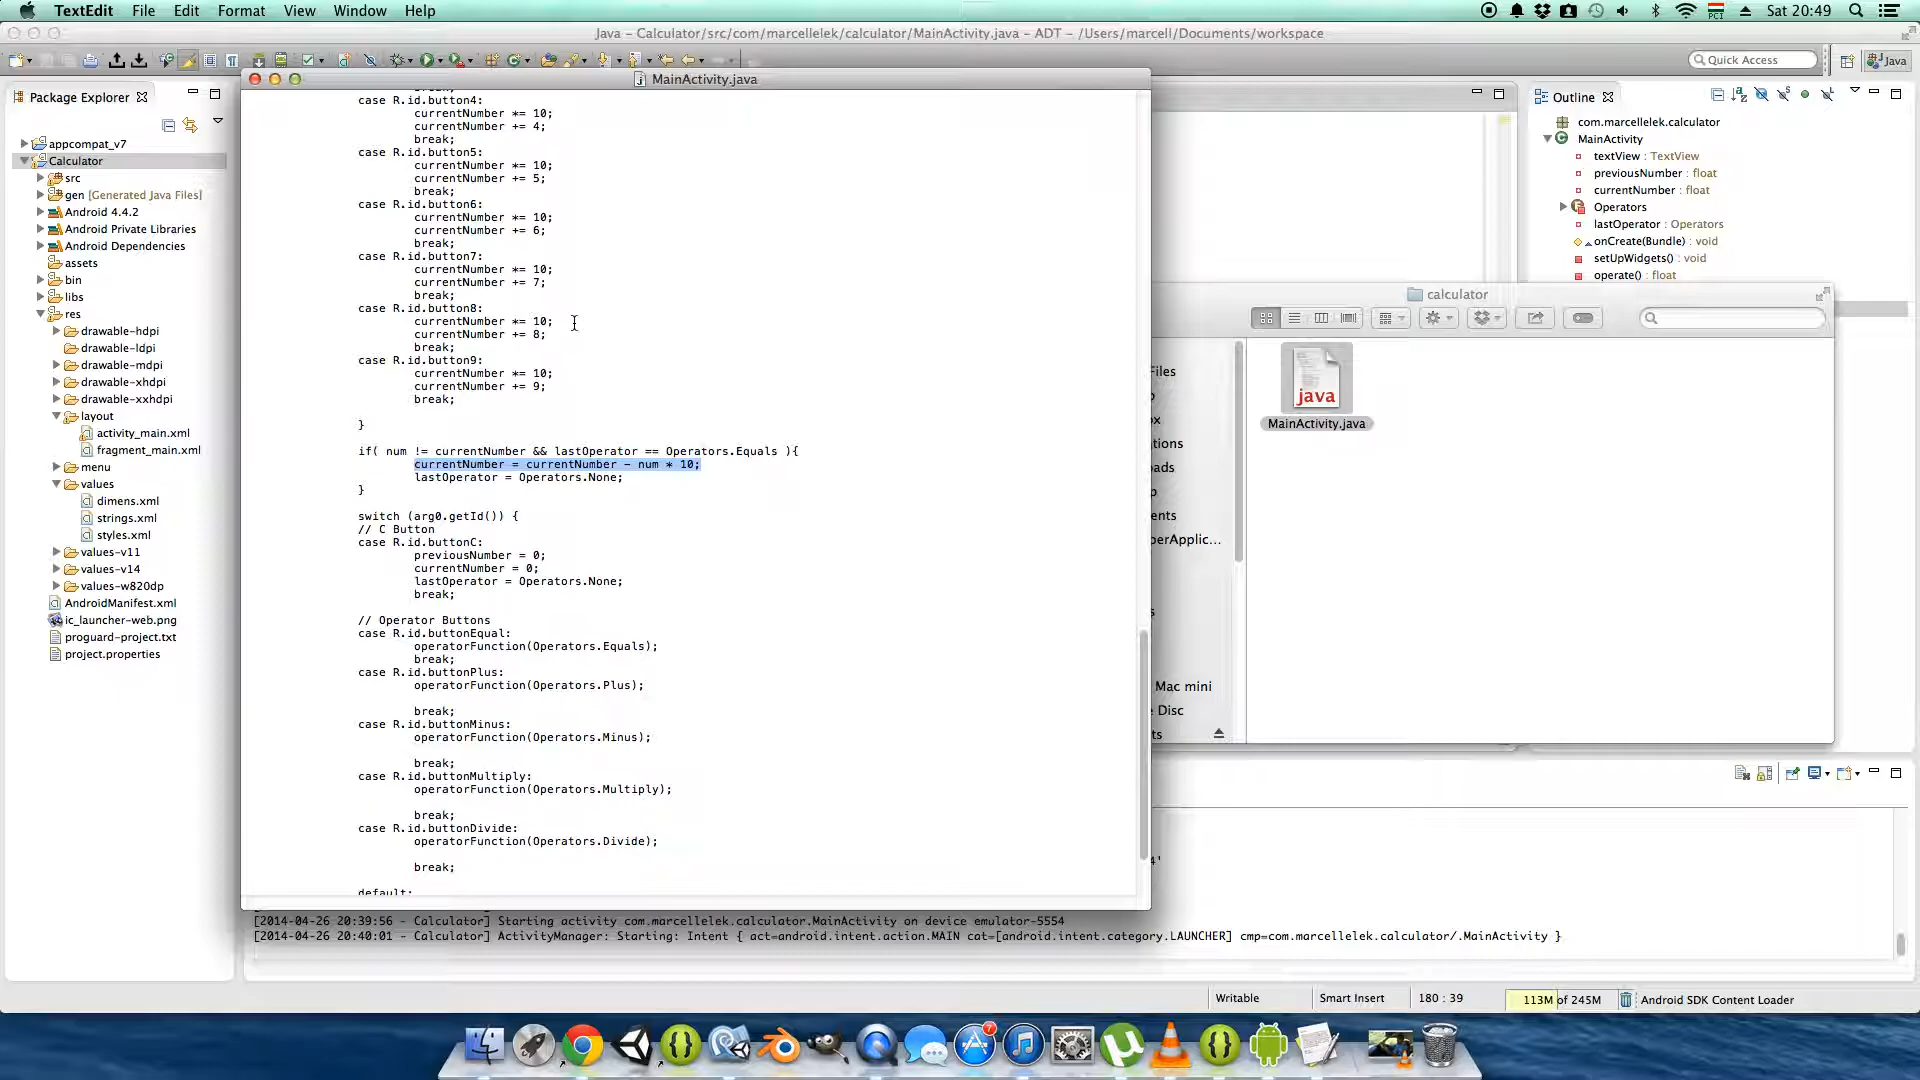 TextEdit File Edit Format View Window Help
Sat 20:49
Java – Calculator/src/com/marcellelek/calculator/MainActivity.java – ADT – /Users/marcell/Documents/workspace
Quick Access
Java
Package Explorer
appcompat_v7
Calculator
src
gen [Generated Java Files]
Android 4.4.2
Android Private Libraries
Android Dependencies
assets
bin
libs
res
drawable-hdpi
drawable-ldpi
drawable-mdpi
drawable-xhdpi
drawable-xxhdpi
layout
activity_main.xml
fragment_main.xml
menu
values
dimens.xml
strings.xml
styles.xml
values-v11
values-v14
values-w820dp
AndroidManifest.xml
ic_launcher-web.png
proguard-project.txt
project.properties
MainActivity.java
break;
case R.id.button4:
currentNumber *= 10;
currentNumber += 4;
break;
case R.id.button5:
currentNumber *= 10;
currentNumber += 5;
break;
case R.id.button6:
currentNumber *= 10;
currentNumber += 6;
break;
case R.id.button7:
currentNumber *= 10;
currentNumber += 7;
break;
case R.id.button8:
currentNumber *= 10;
currentNumber += 8;
break;
case R.id.button9:
currentNumber *= 10;
currentNumber += 9;
break;
}
if( num != currentNumber && lastOperator == Operators.Equals ){
currentNumber = currentNumber - num * 10;
lastOperator = Operators.None;
}
switch (arg0.getId()) {
// C Button
case R.id.buttonC:
previousNumber = 0;
currentNumber = 0;
lastOperator = Operators.None;
break;
// Operator Buttons
case R.id.buttonEqual:
operatorFunction(Operators.Equals);
break;
case R.id.buttonPlus:
operatorFunction(Operators.Plus);
break;
case R.id.buttonMinus:
operatorFunction(Operators.Minus);
break;
case R.id.buttonMultiply:
operatorFunction(Operators.Multiply);
break;
case R.id.buttonDivide:
operatorFunction(Operators.Divide);
break;
default:
Outline
com.marcellelek.calculator
MainActivity
textView : TextView
previousNumber : float
currentNumber : float
Operators
lastOperator : Operators
onCreate(Bundle) : void
setUpWidgets() : void
operate() : float
calculator
Files
ations
ents
perApplic...
Mac mini
e Disc
ts
java
MainActivity.java
[2014-04-26 20:39:56 - Calculator] Starting activity com.marcellelek.calculator.MainActivity on device emulator-5554
[2014-04-26 20:40:01 - Calculator] ActivityManager: Starting: Intent { act=android.intent.action.MAIN cat=[android.intent.category.LAUNCHER] cmp=com.marcellelek.calculator/.MainActivity }
Writable
Smart Insert
180 : 39
113M of 245M
Android SDK Content Loader
7